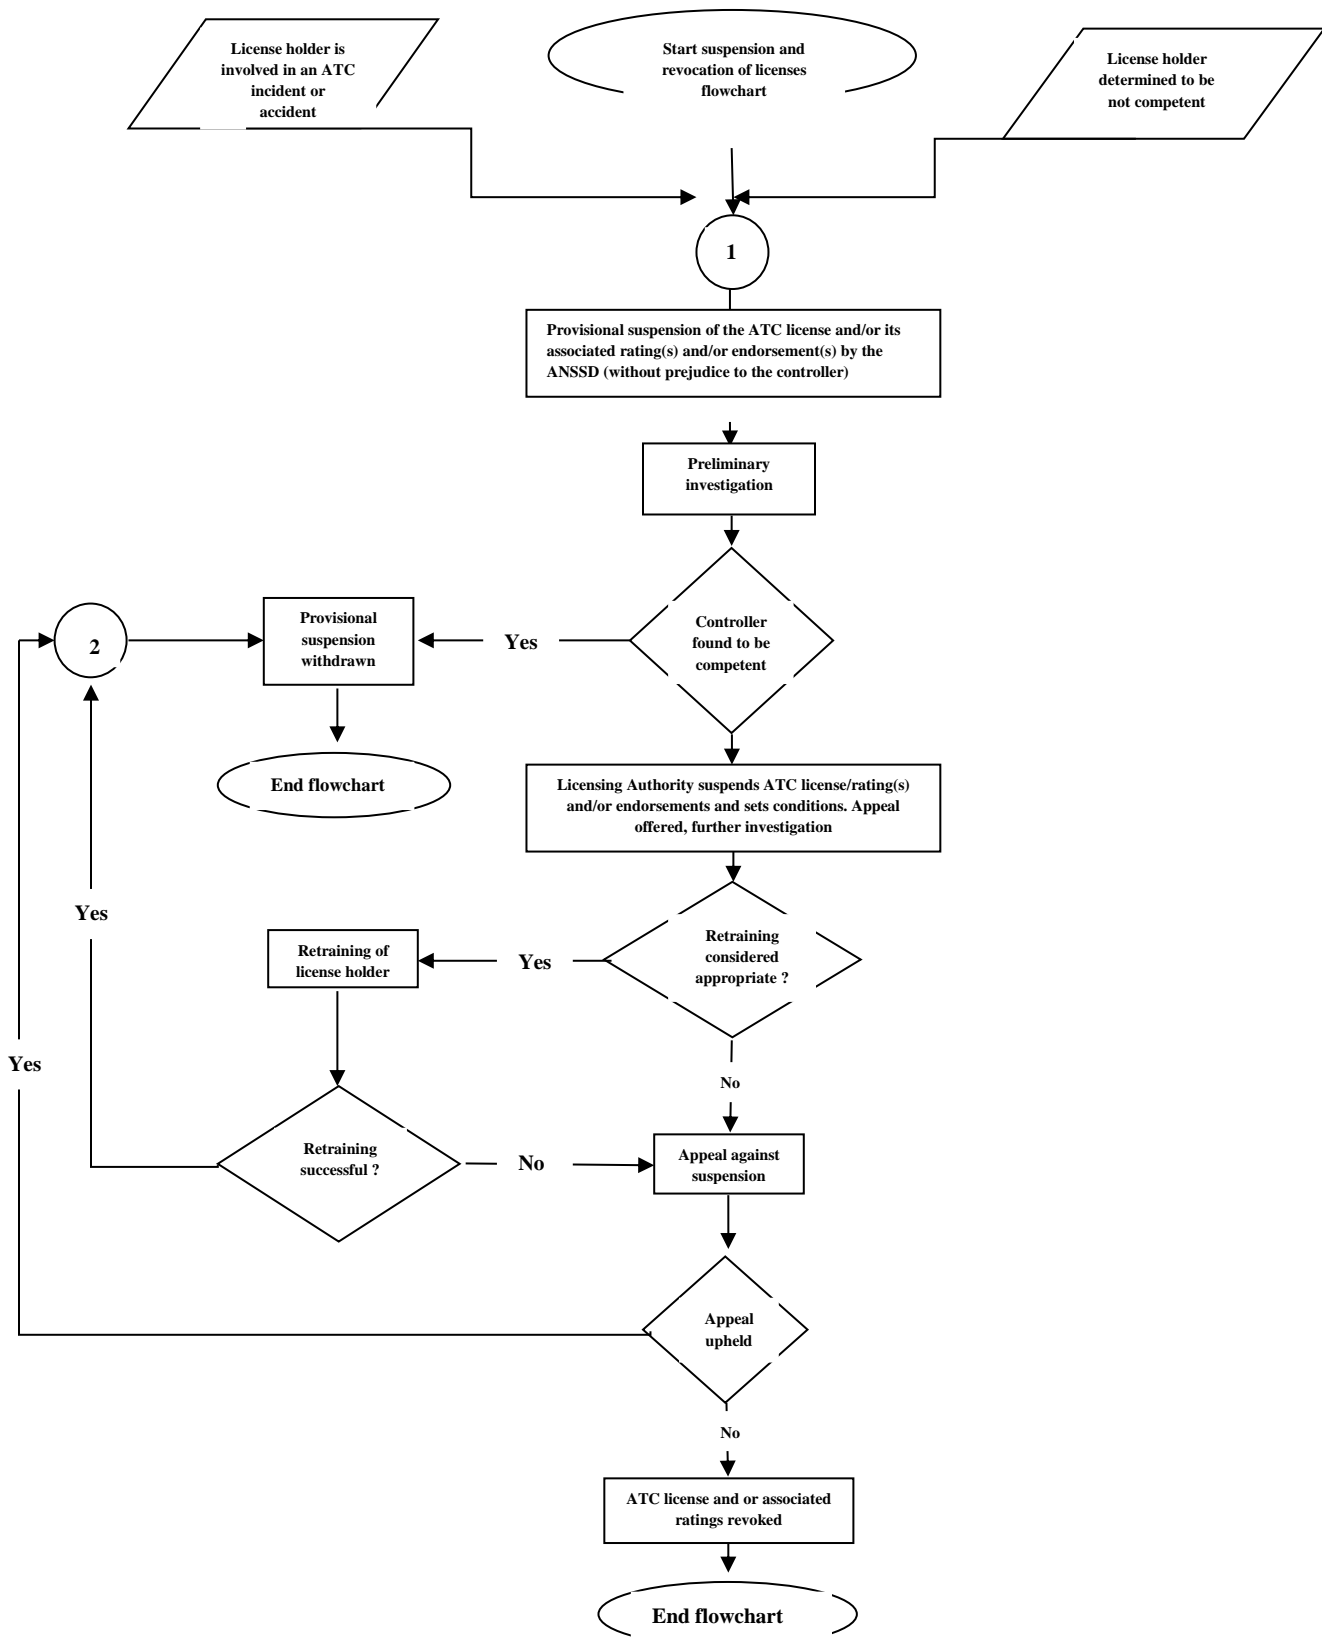 License holder is
involved in an ATC
incident or
accident
Start suspension and
revocation of licenses
flowchart
License holder
determined to be
not competent
1
Provisional suspension of the ATC license and/or its
associated rating(s) and/or endorsement(s) by the
ANSSD (without prejudice to the controller)
Preliminary
investigation
Controller
found to be
competent
Yes
Provisional
suspension
withdrawn
2
End flowchart
Licensing Authority suspends ATC license/rating(s)
and/or endorsements and sets conditions. Appeal
offered, further investigation
Retraining
considered
appropriate ?
Yes
Retraining of
license holder
Yes
Yes
No
Retraining
successful ?
No
Appeal against
suspension
Appeal
upheld
No
ATC license and or associated
ratings revoked
End flowchart